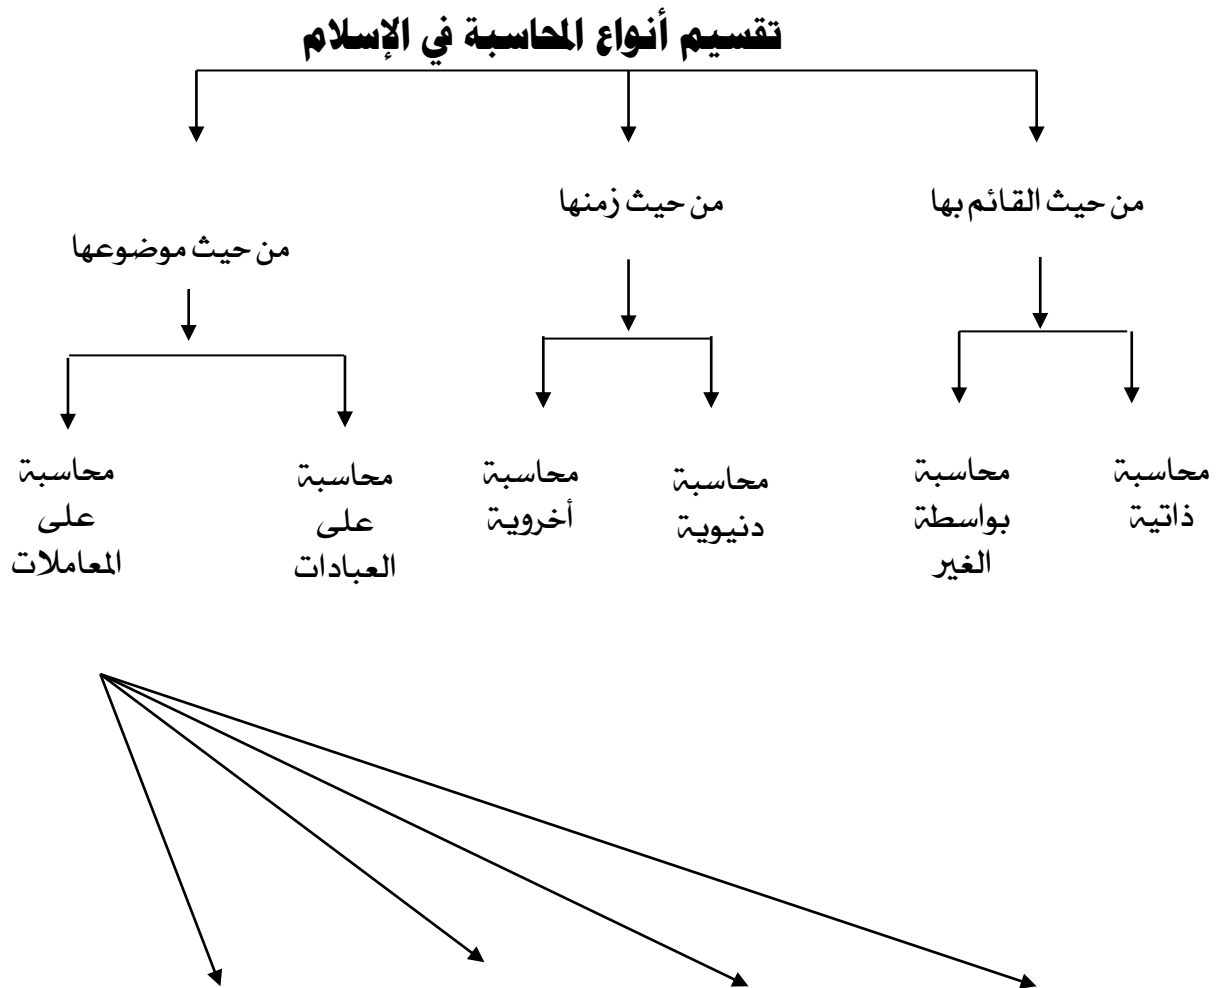 تقسيم أنواع المحاسبة في الإسلام
من حيث القائم بها
من حيث زمنها
من حيث موضوعها
محاسبة
ذاتية
محاسبة
بواسطة
الغير
محاسبة
دنيوية
محاسبة
أخروية
محاسبة
على
العبادات
محاسبة
على
المعاملات